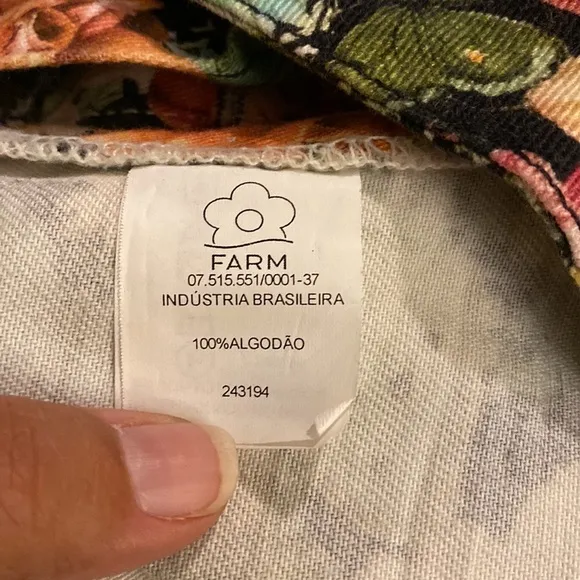 FARM
07.515.551/0001-37
INDÚSTRIA BRASILEIRA
100%ALGODÃO
243194